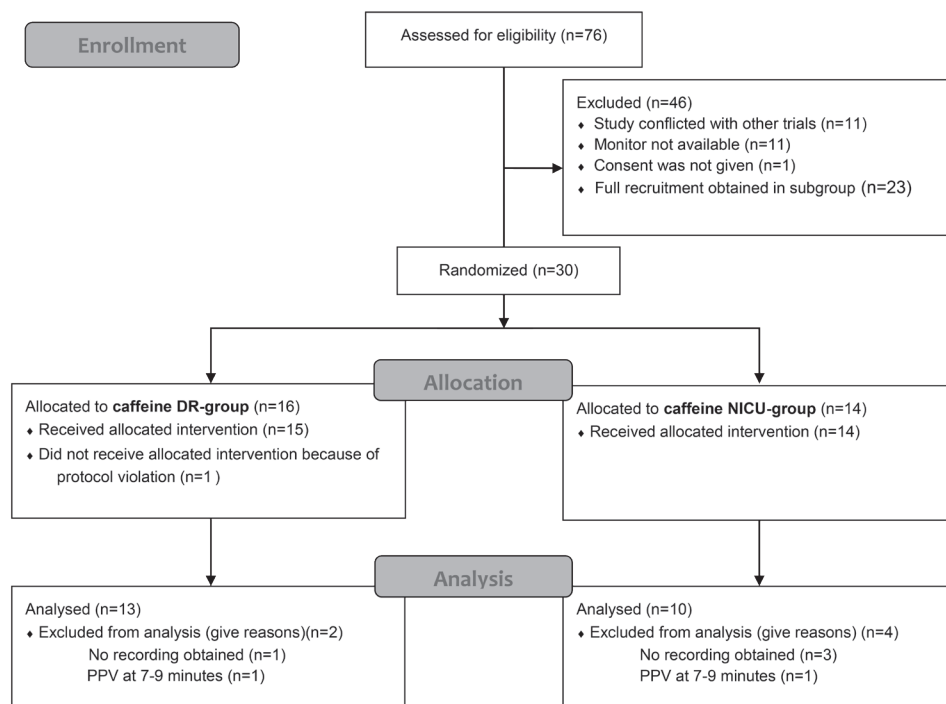 Enrollment
Assessed for eligibility (n=76)
Excluded (n=46)
♦ Study conflicted with other trials (n=11)
♦ Monitor not available (n=11)
♦ Consent was not given (n=1)
♦ Full recruitment obtained in subgroup (n=23)
Randomized (n=30)
Allocation
Allocated to caffeine DR-group (n=16)
♦ Received allocated intervention (n=15)
♦ Did not receive allocated intervention because of
protocol violation (n=1 )
Allocated to caffeine NICU-group (n=14)
♦ Received allocated intervention (n=14)
Analysis
Analysed (n=13)
♦ Excluded from analysis (give reasons)(n=2)
No recording obtained (n=1)
PPV at 7-9 minutes (n=1)
Analysed (n=10)
♦ Excluded from analysis (give reasons) (n=4)
No recording obtained (n=3)
PPV at 7-9 minutes (n=1)